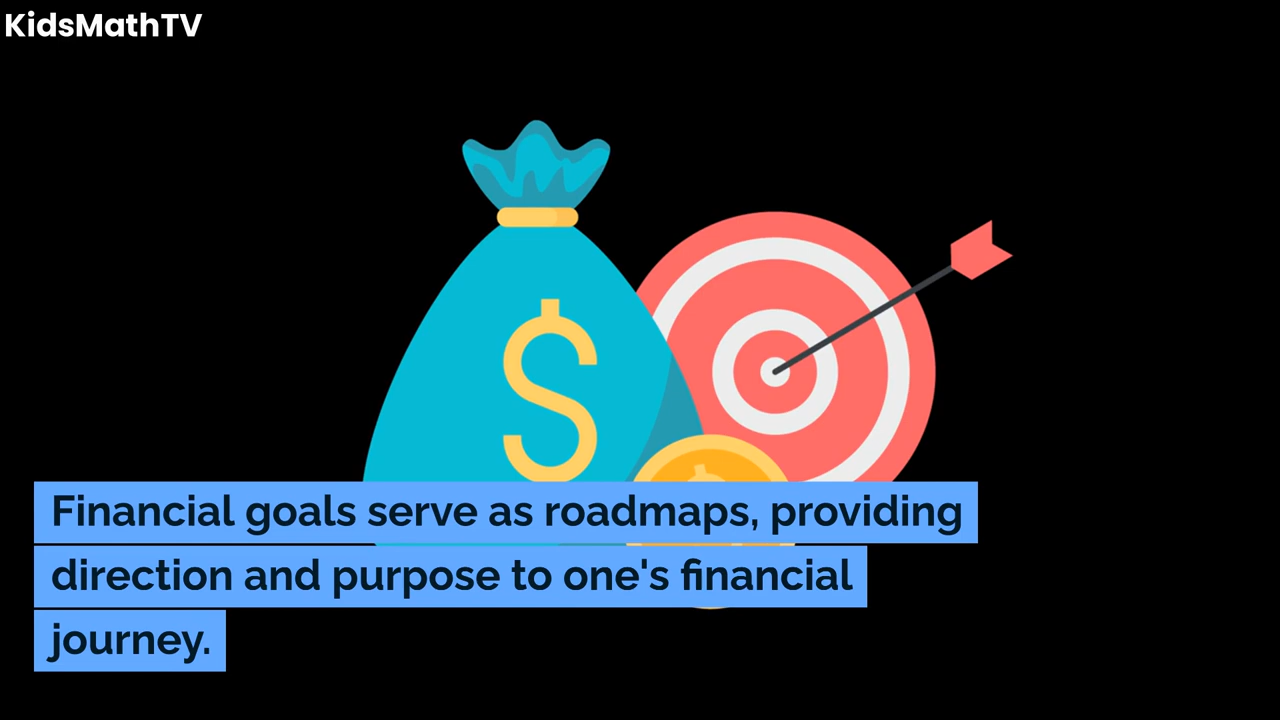 KidsMathTV
$
Financial goals serve as roadmaps, providing
direction and purpose to one's financial
journey.